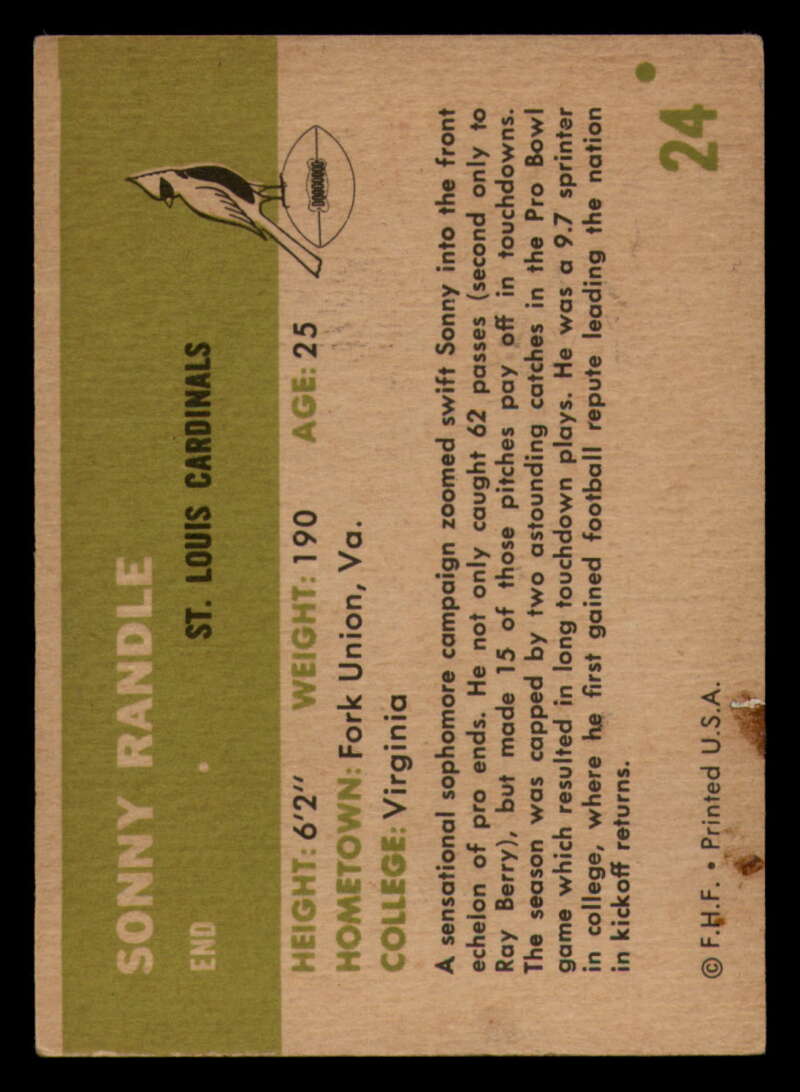 SONNY RANDLE
END
ST. LOUIS CARDINALS
HEIGHT: 6'2" WEIGHT: 190 AGE: 25
HOMETOWN: Fork Union, Va.
COLLEGE: Virginia
A sensational sophomore campaign zoomed swift Sonny into the front
echelon of pro ends. He not only caught 62 passes (second only to
Ray Berry), but made 15 of those pitches pay off in touchdowns.
The season was capped by two astounding catches in the Pro Bowl
game which resulted in long touchdown plays. He was a 9.7 sprinter
in college, where he first gained football repute leading the nation
in kickoff returns.
© F.H.F. • Printed U.S.A.
24